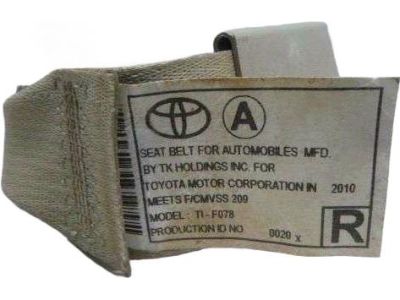 A
SEAT BELT FOR AUTOMOBILES MFD.
BY TK HOLDINGS INC. FOR
TOYOTA MOTOR CORPORATION IN 2010
MEETS F/CMVSS 209
MODEL : TI - F078
PRODUCTION ID NO 0020 X
R